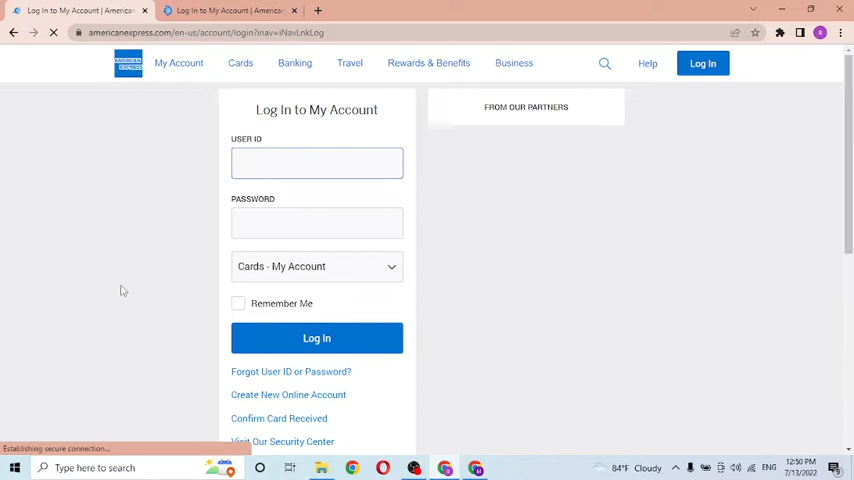 Log In to My Account | American
Log In to My Account | American
americanexpress.com/en-us/account/login?inav=iNavLnkLog
S
AMERICAN EXPRESS
My Account
Cards
Banking
Travel
Rewards & Benefits
Business
Help
Log In
Log In to My Account
FROM OUR PARTNERS
USER ID
PASSWORD
Cards - My Account
Remember Me
Log In
Forgot User ID or Password?
Create New Online Account
Confirm Card Received
Visit Our Security Center
Establishing secure connection...
Type here to search
84°F Cloudy
ENG
12:50 PM
7/13/2022